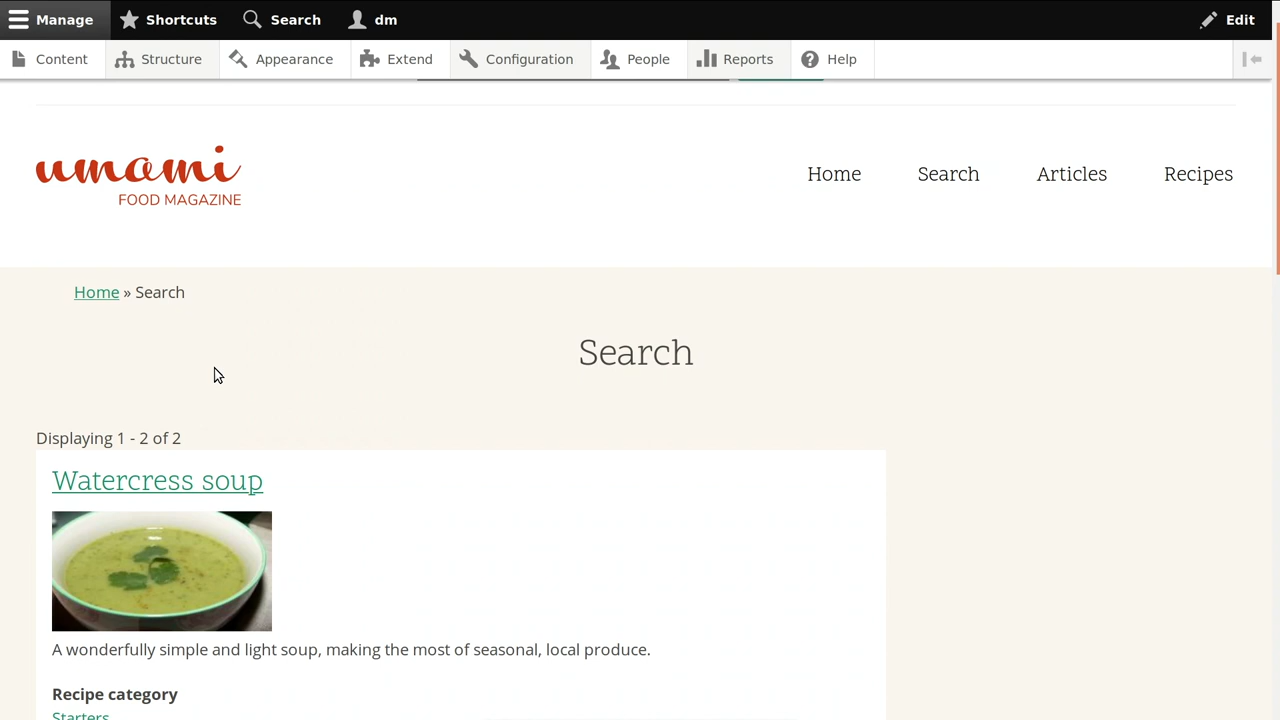 Manage Shortcuts Search dm Edit
Content Structure Appearance Extend Configuration People Reports Help
umami
FOOD MAGAZINE
Home Search Articles Recipes
Home » Search
Search
Displaying 1 - 2 of 2
Watercress soup
A wonderfully simple and light soup, making the most of seasonal, local produce.
Recipe category
Starters